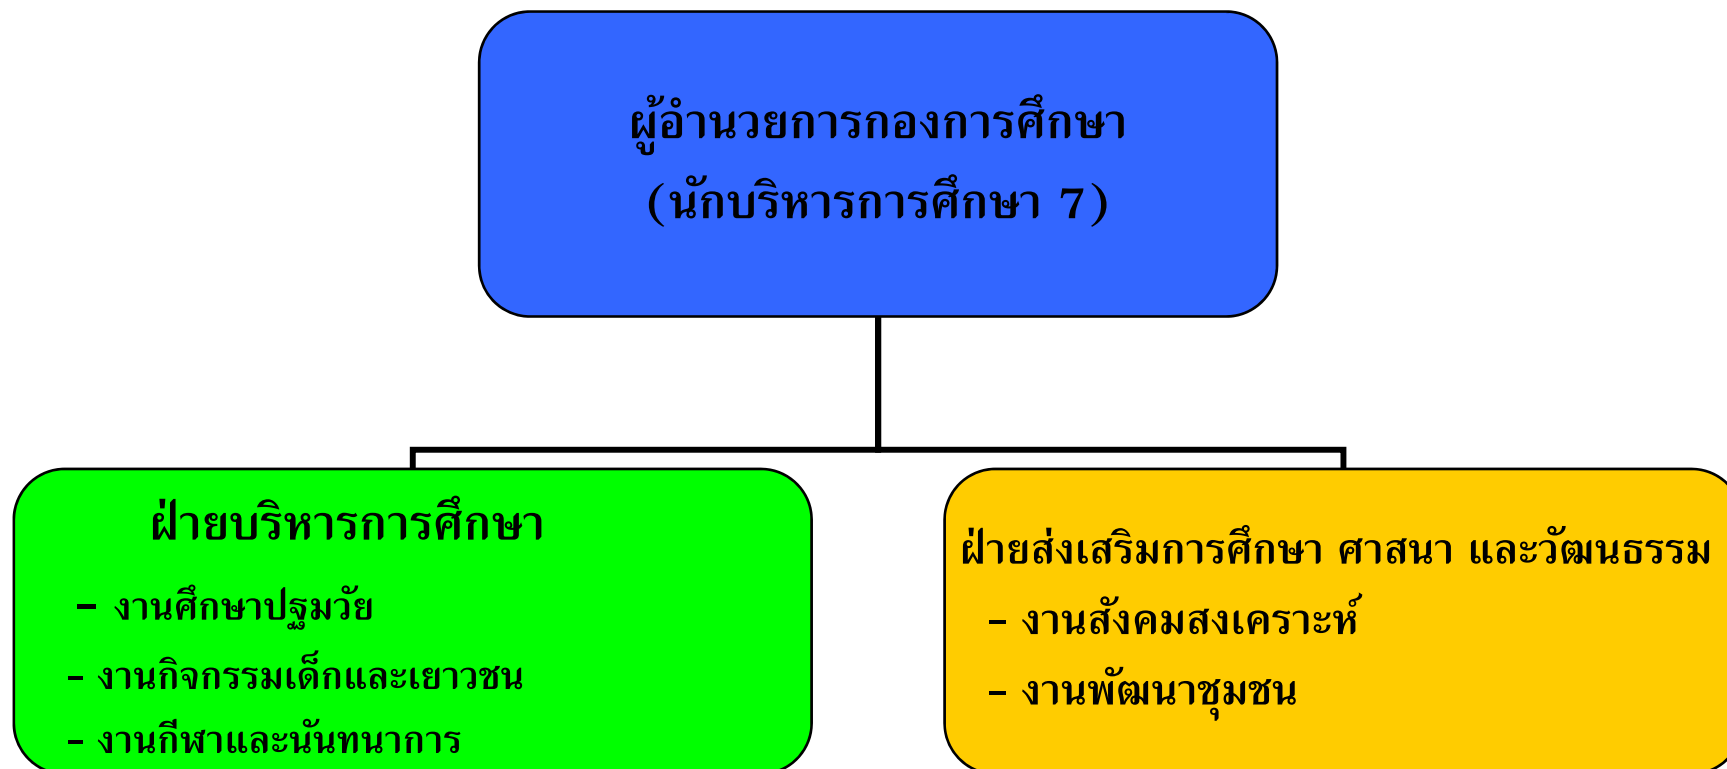 ผู้อำนวยการกองการศึกษา
(นักบริหารการศึกษา 7)
ฝ่ายบริหารการศึกษา
- งานศึกษาปฐมวัย
- งานกิจกรรมเด็กและเยาวชน
- งานกีฬาและนันทนาการ
ฝ่ายส่งเสริมการศึกษา ศาสนา และวัฒนธรรม
- งานสังคมสงเคราะห์
- งานพัฒนาชุมชน